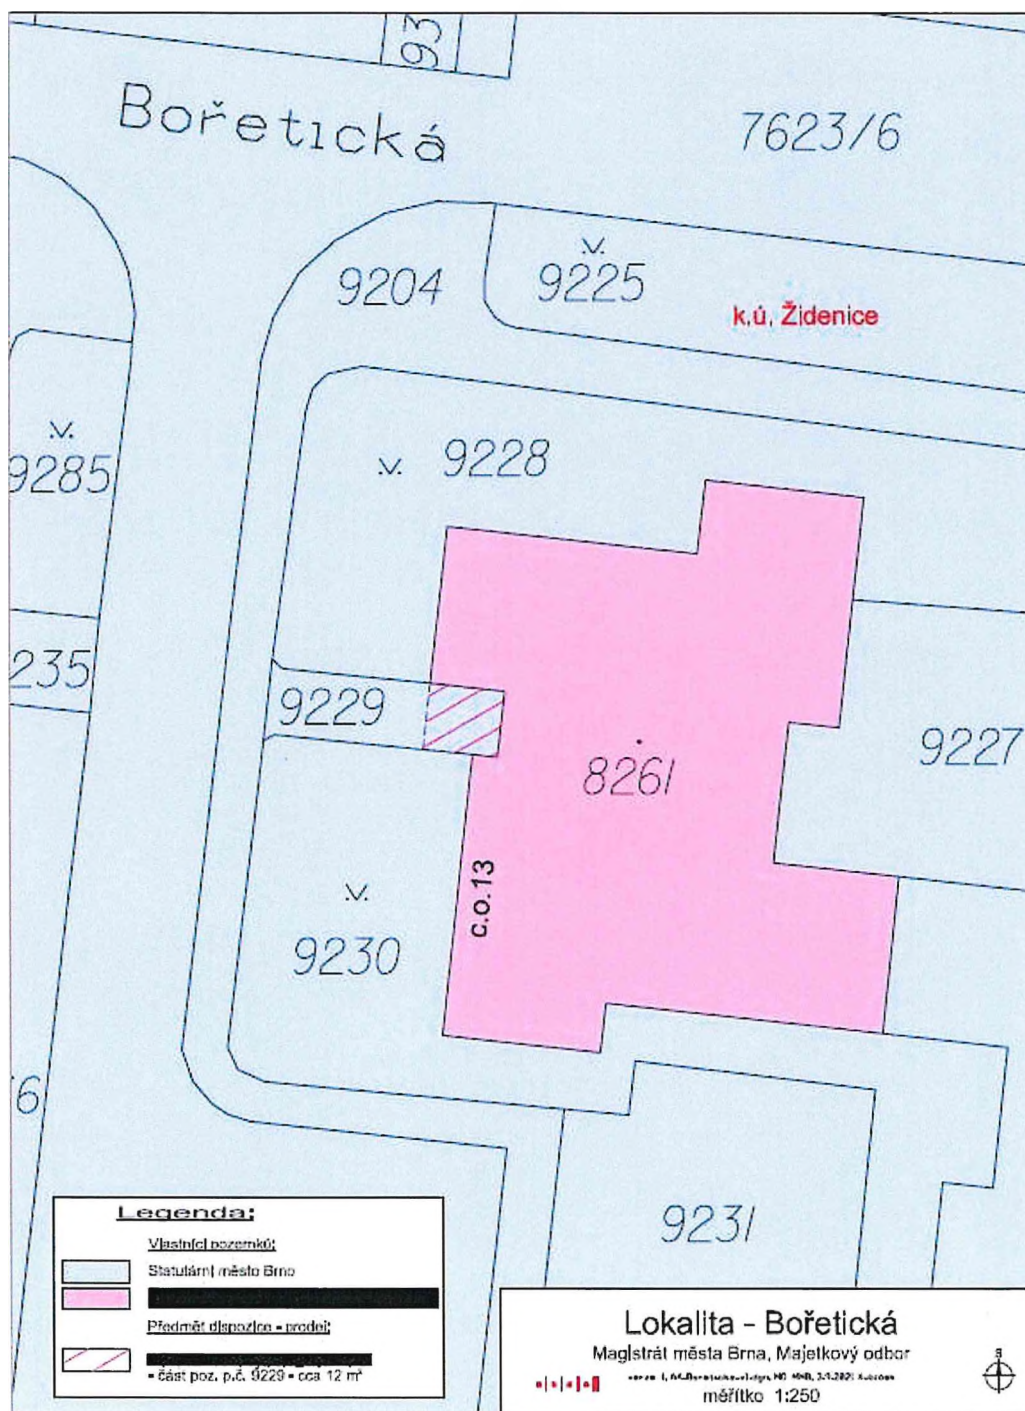 93
Bořetická
7623/6
9204
9225
k.ú. Židenice
9285
9228
235
9229
9227
8261
č.o.13
9230
6
9231
Legenda:
Vlastníci pozemků:
Statutární město Brno
Předmět dispozice - prodej:
- část poz. p.č. 9229 - cca 12 m²
Lokalita - Bořetická
Magistrát města Brna, Majetkový odbor
měřítko 1:250
S